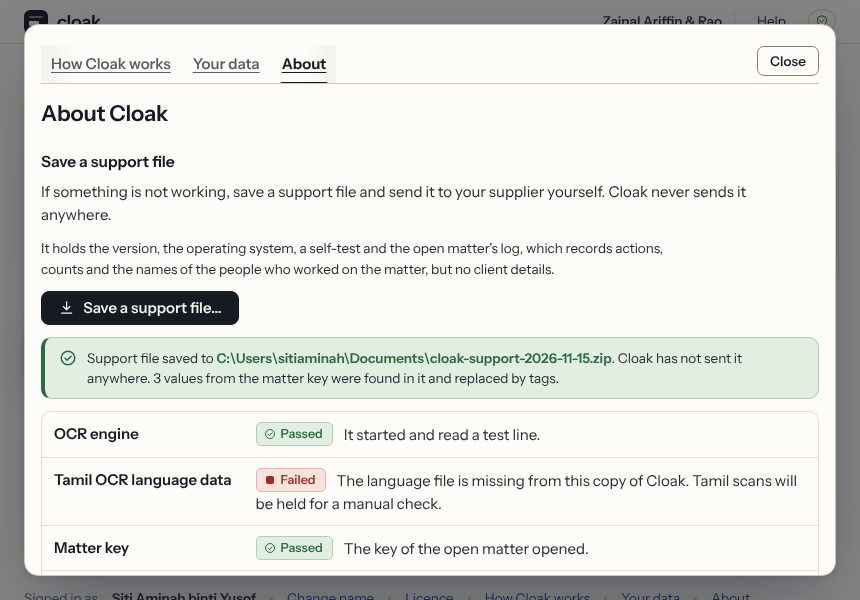 cloak
Zainal Ariffin & Rao
Help
How Cloak works
Your data
About
Close
About Cloak
Save a support file
If something is not working, save a support file and send it to your supplier yourself. Cloak never sends it
anywhere.
It holds the version, the operating system, a self-test and the open matter's log, which records actions,
counts and the names of the people who worked on the matter, but no client details.
Save a support file...
Support file saved to C:\Users\sitiaminah\Documents\cloak-support-2026-11-15.zip. Cloak has not sent it
anywhere. 3 values from the matter key were found in it and replaced by tags.
OCR engine
Passed It started and read a test line.
Tamil OCR language data
Failed The language file is missing from this copy of Cloak. Tamil scans will
be held for a manual check.
Matter key
Passed The key of the open matter opened.
Signed in as Siti Aminah binti Yusof · Change name · Licence · How Cloak works · Your data · About